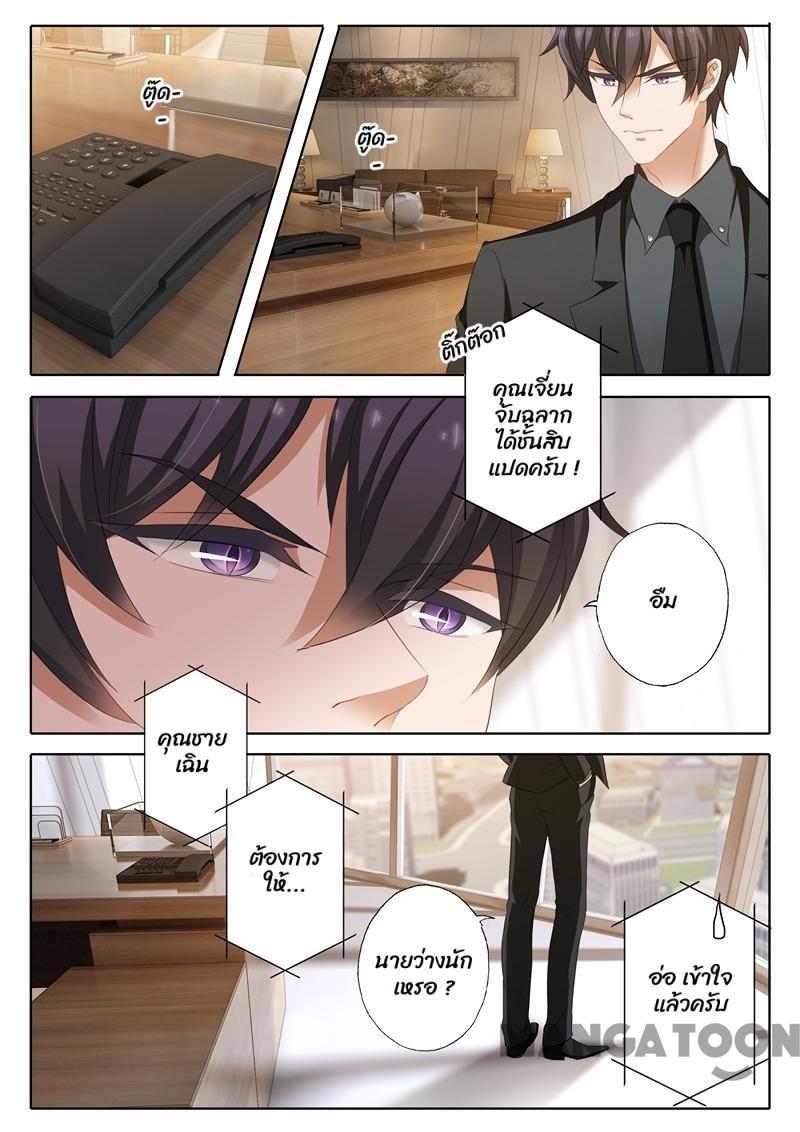 ตู๊ด-
-
ตู๊ด-
-
ติ๊กต๊อก
คุณเจี่ยน
จับฉลาก
ได้ชั้นสิบ
แปดครับ !
อืม
คุณชาย
เฉิน
ต้องการ
ให้...
นายว่างนัก
เหรอ ?
อ่อ เข้าใจ
แล้วครับ
MANGATOON